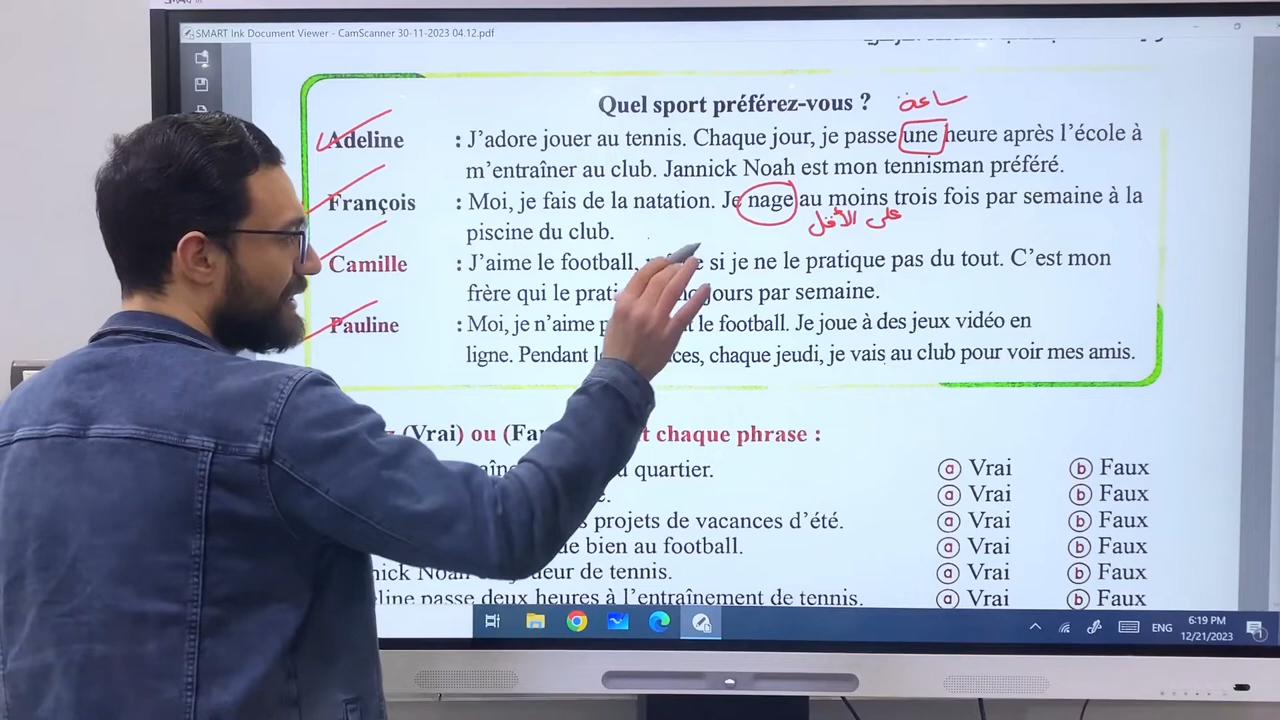 SMART Ink Document Viewer - CamScanner 30-11-2023 04.12.pdf
Quel sport préférez-vous ? ساعة
Adeline : J’adore jouer au tennis. Chaque jour, je passe une heure après l’école à
m’entraîner au club. Jannick Noah est mon tennisman préféré.
François : Moi, je fais de la natation. Je nage au moins trois fois par semaine à la
على الأقل
piscine du club.
Camille : J’aime le football, si je ne le pratique pas du tout. C’est mon
frère qui le jours par semaine.
Pauline : Moi, je n’aime le football. Je joue à des jeux vidéo en
ligne. Pendant chaque jeudi, je vais au club pour voir mes amis.
(Vrai) ou chaque phrase :
quartier. a Vrai b Faux
a Vrai b Faux
projets de vacances d’été. a Vrai b Faux
bien au football. a Vrai b Faux
Noah de tennis. a Vrai b Faux
passe deux heures à l’entraînement de tennis. a Vrai b Faux
ENG
6:19 PM
12/21/2023